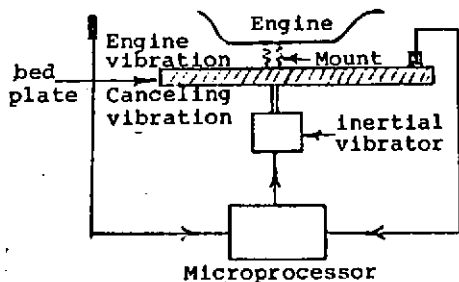 Engine
Engine
vibration
Mount
bed
plate
Canceling
vibration
inertial
vibrator
Microprocessor